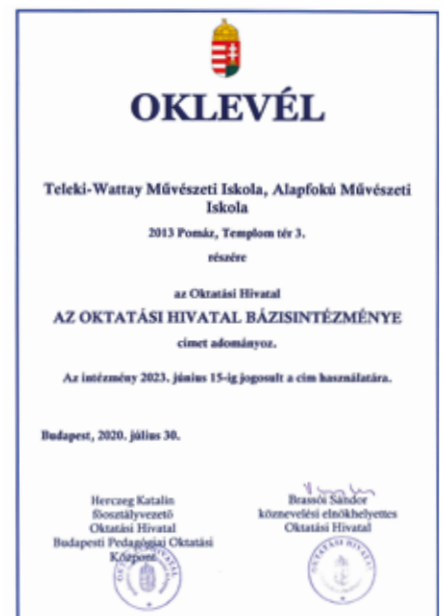 OKLEVÉL
Teleki-Wattay Művészeti Iskola, Alapfokú Művészeti
Iskola
2013 Pomáz, Templom tér 3.
részére
az Oktatási Hivatal
AZ OKTATÁSI HIVATAL BÁZISINTÉZMÉNYE
címet adományoz.
Az intézmény 2023. június 15-ig jogosult a cím használatára.
Budapest, 2020. július 30.
Herczeg Katalin
főosztályvezető
Oktatási Hivatal
Budapesti Pedagógiai Oktatási
Központ
Brassói Sándor
köznevelési elnökhelyettes
Oktatási Hivatal
OKTATÁSI HIVATAL